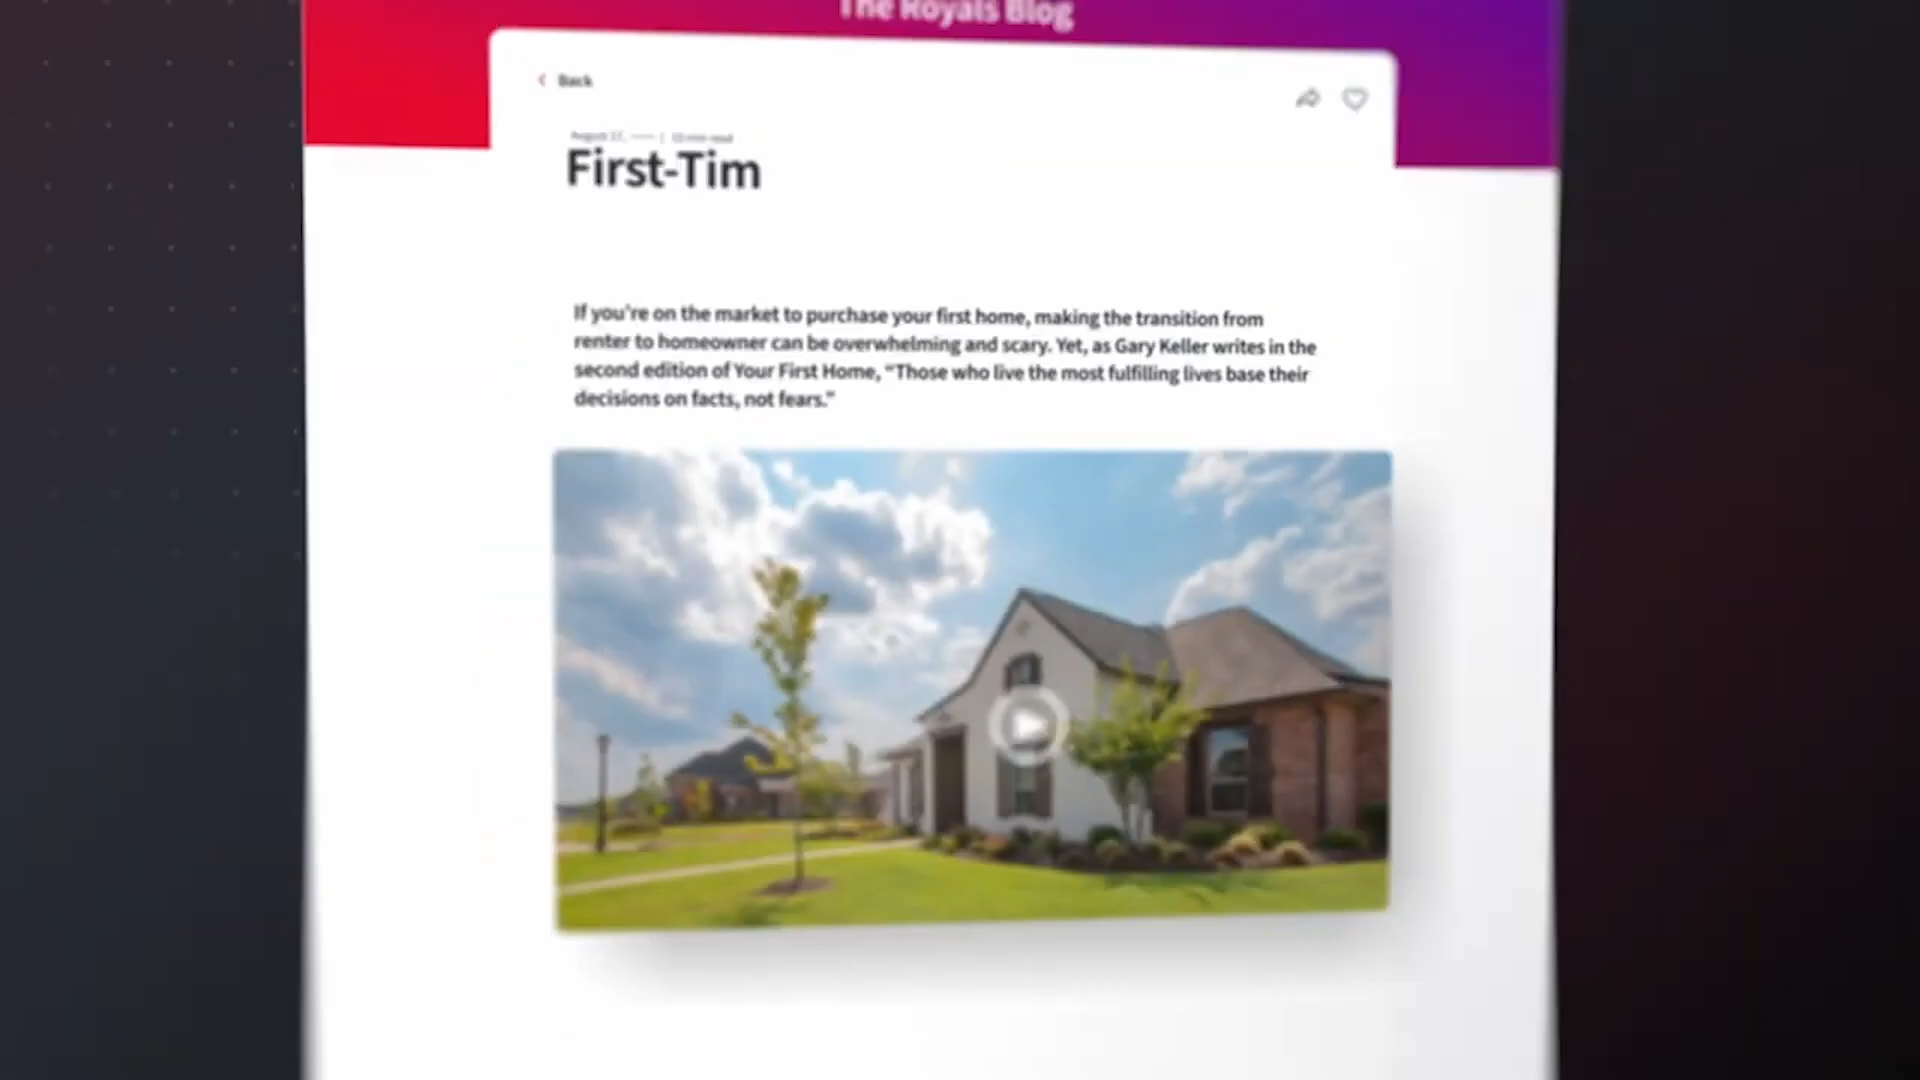 The Royals Blog
Back
First-Tim
If you're on the market to purchase your first home, making the transition from
renter to homeowner can be overwhelming and scary. Yet, as Gary Keller writes in the
second edition of Your First Home, “Those who live the most fulfilling lives base their
decisions on facts, not fears.”